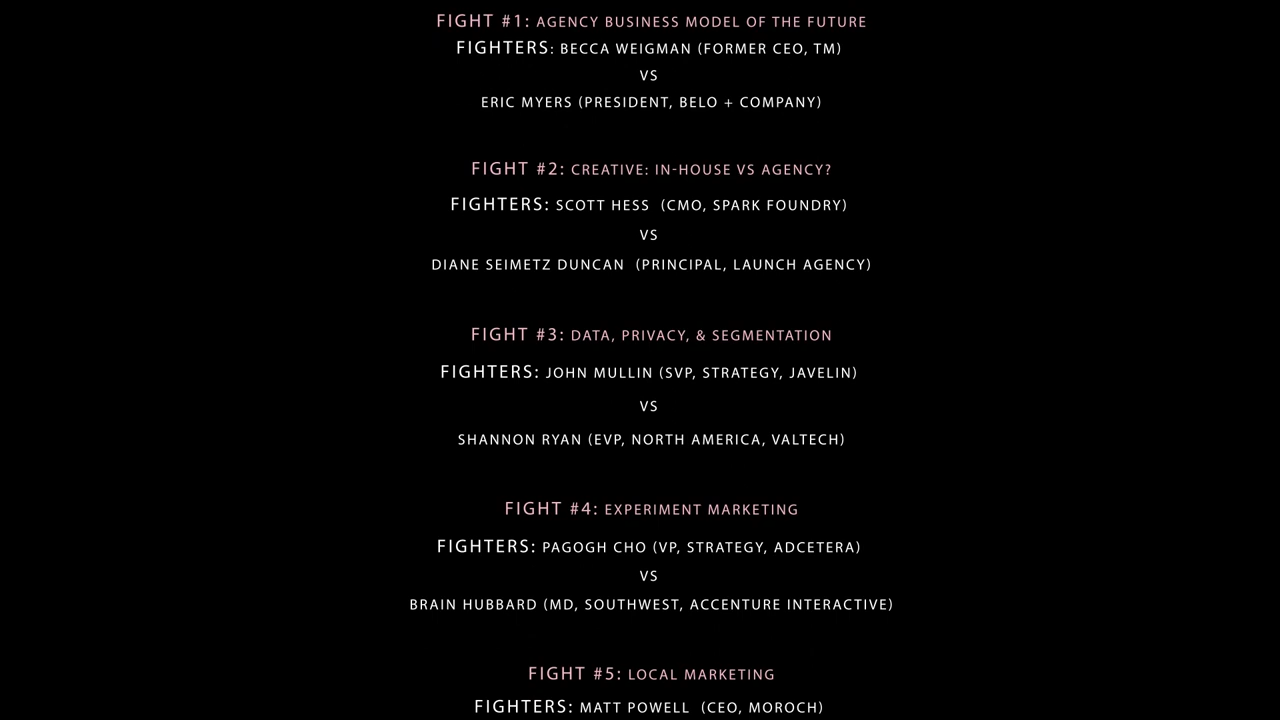 FIGHT #1: AGENCY BUSINESS MODEL OF THE FUTURE
FIGHTERS: BECCA WEIGMAN (FORMER CEO, TM)
VS
ERIC MYERS (PRESIDENT, BELO + COMPANY)
FIGHT #2: CREATIVE: IN-HOUSE VS AGENCY?
FIGHTERS: SCOTT HESS (CMO, SPARK FOUNDRY)
VS
DIANE SEIMETZ DUNCAN (PRINCIPAL, LAUNCH AGENCY)
FIGHT #3: DATA, PRIVACY, & SEGMENTATION
FIGHTERS: JOHN MULLIN (SVP, STRATEGY, JAVELIN)
VS
SHANNON RYAN (EVP, NORTH AMERICA, VALTECH)
FIGHT #4: EXPERIMENT MARKETING
FIGHTERS: PAGOGH CHO (VP, STRATEGY, ADCETERA)
VS
BRAIN HUBBARD (MD, SOUTHWEST, ACCENTURE INTERACTIVE)
FIGHT #5: LOCAL MARKETING
FIGHTERS: MATT POWELL (CEO, MOROCH)